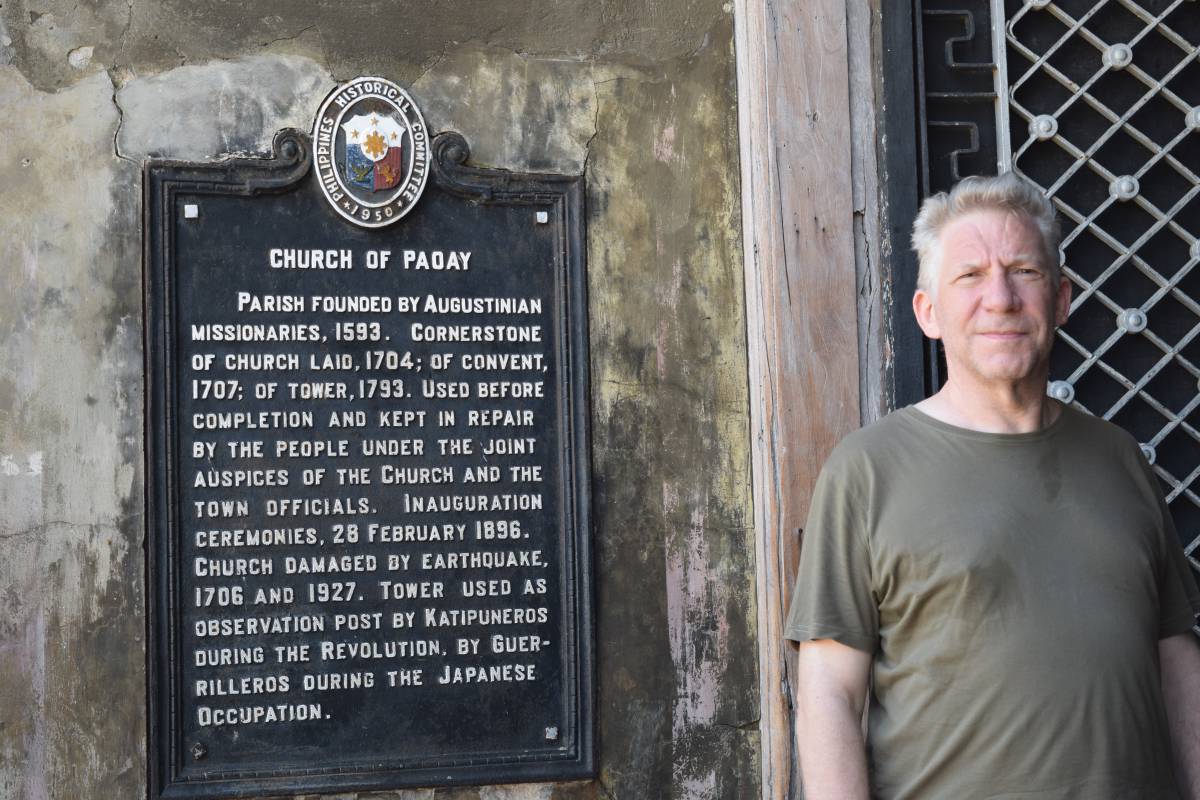 PHILIPPINES HISTORICAL COMMITTEE
★ 1950 ★
CHURCH OF PAOAY
PARISH FOUNDED BY AUGUSTINIAN
MISSIONARIES, 1593. CORNERSTONE
OF CHURCH LAID, 1704; OF CONVENT,
1707; OF TOWER, 1793. USED BEFORE
COMPLETION AND KEPT IN REPAIR
BY THE PEOPLE UNDER THE JOINT
AUSPICES OF THE CHURCH AND THE
TOWN OFFICIALS. INAUGURATION
CEREMONIES, 28 FEBRUARY 1896.
CHURCH DAMAGED BY EARTHQUAKE,
1706 AND 1927. TOWER USED AS
OBSERVATION POST BY KATIPUNEROS
DURING THE REVOLUTION, BY GUER-
RILLEROS DURING THE JAPANESE
OCCUPATION.